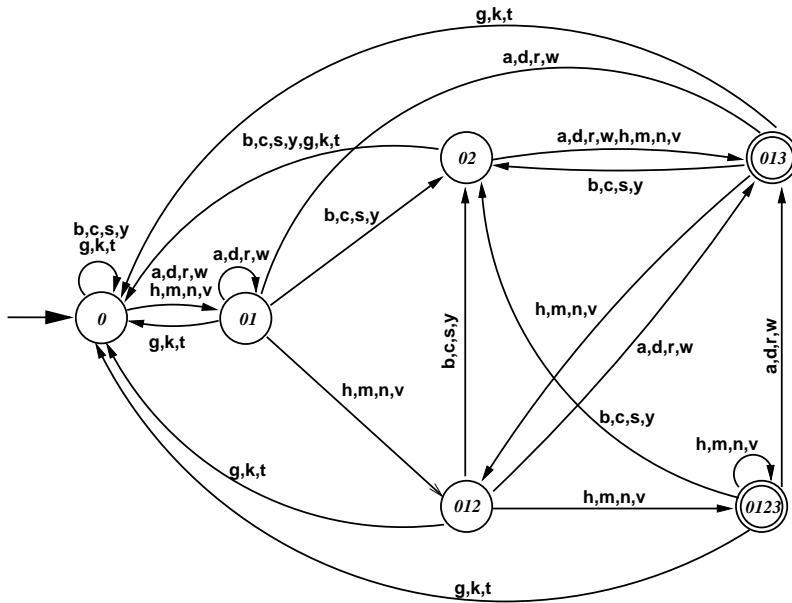 g,k,t
a,d,r,w
b,c,s,y,g,k,t
02
a,d,r,w,h,m,n,v
013
b,c,s,y
b,c,s,y
b,c,s,y
g,k,t
a,d,r,w
a,d,r,w
h,m,n,v
0
01
g,k,t
h,m,n,v
a,d,r,w
b,c,s,y
a,d,r,w
h,m,n,v
b,c,s,y
h,m,n,v
g,k,t
012
h,m,n,v
0123
g,k,t